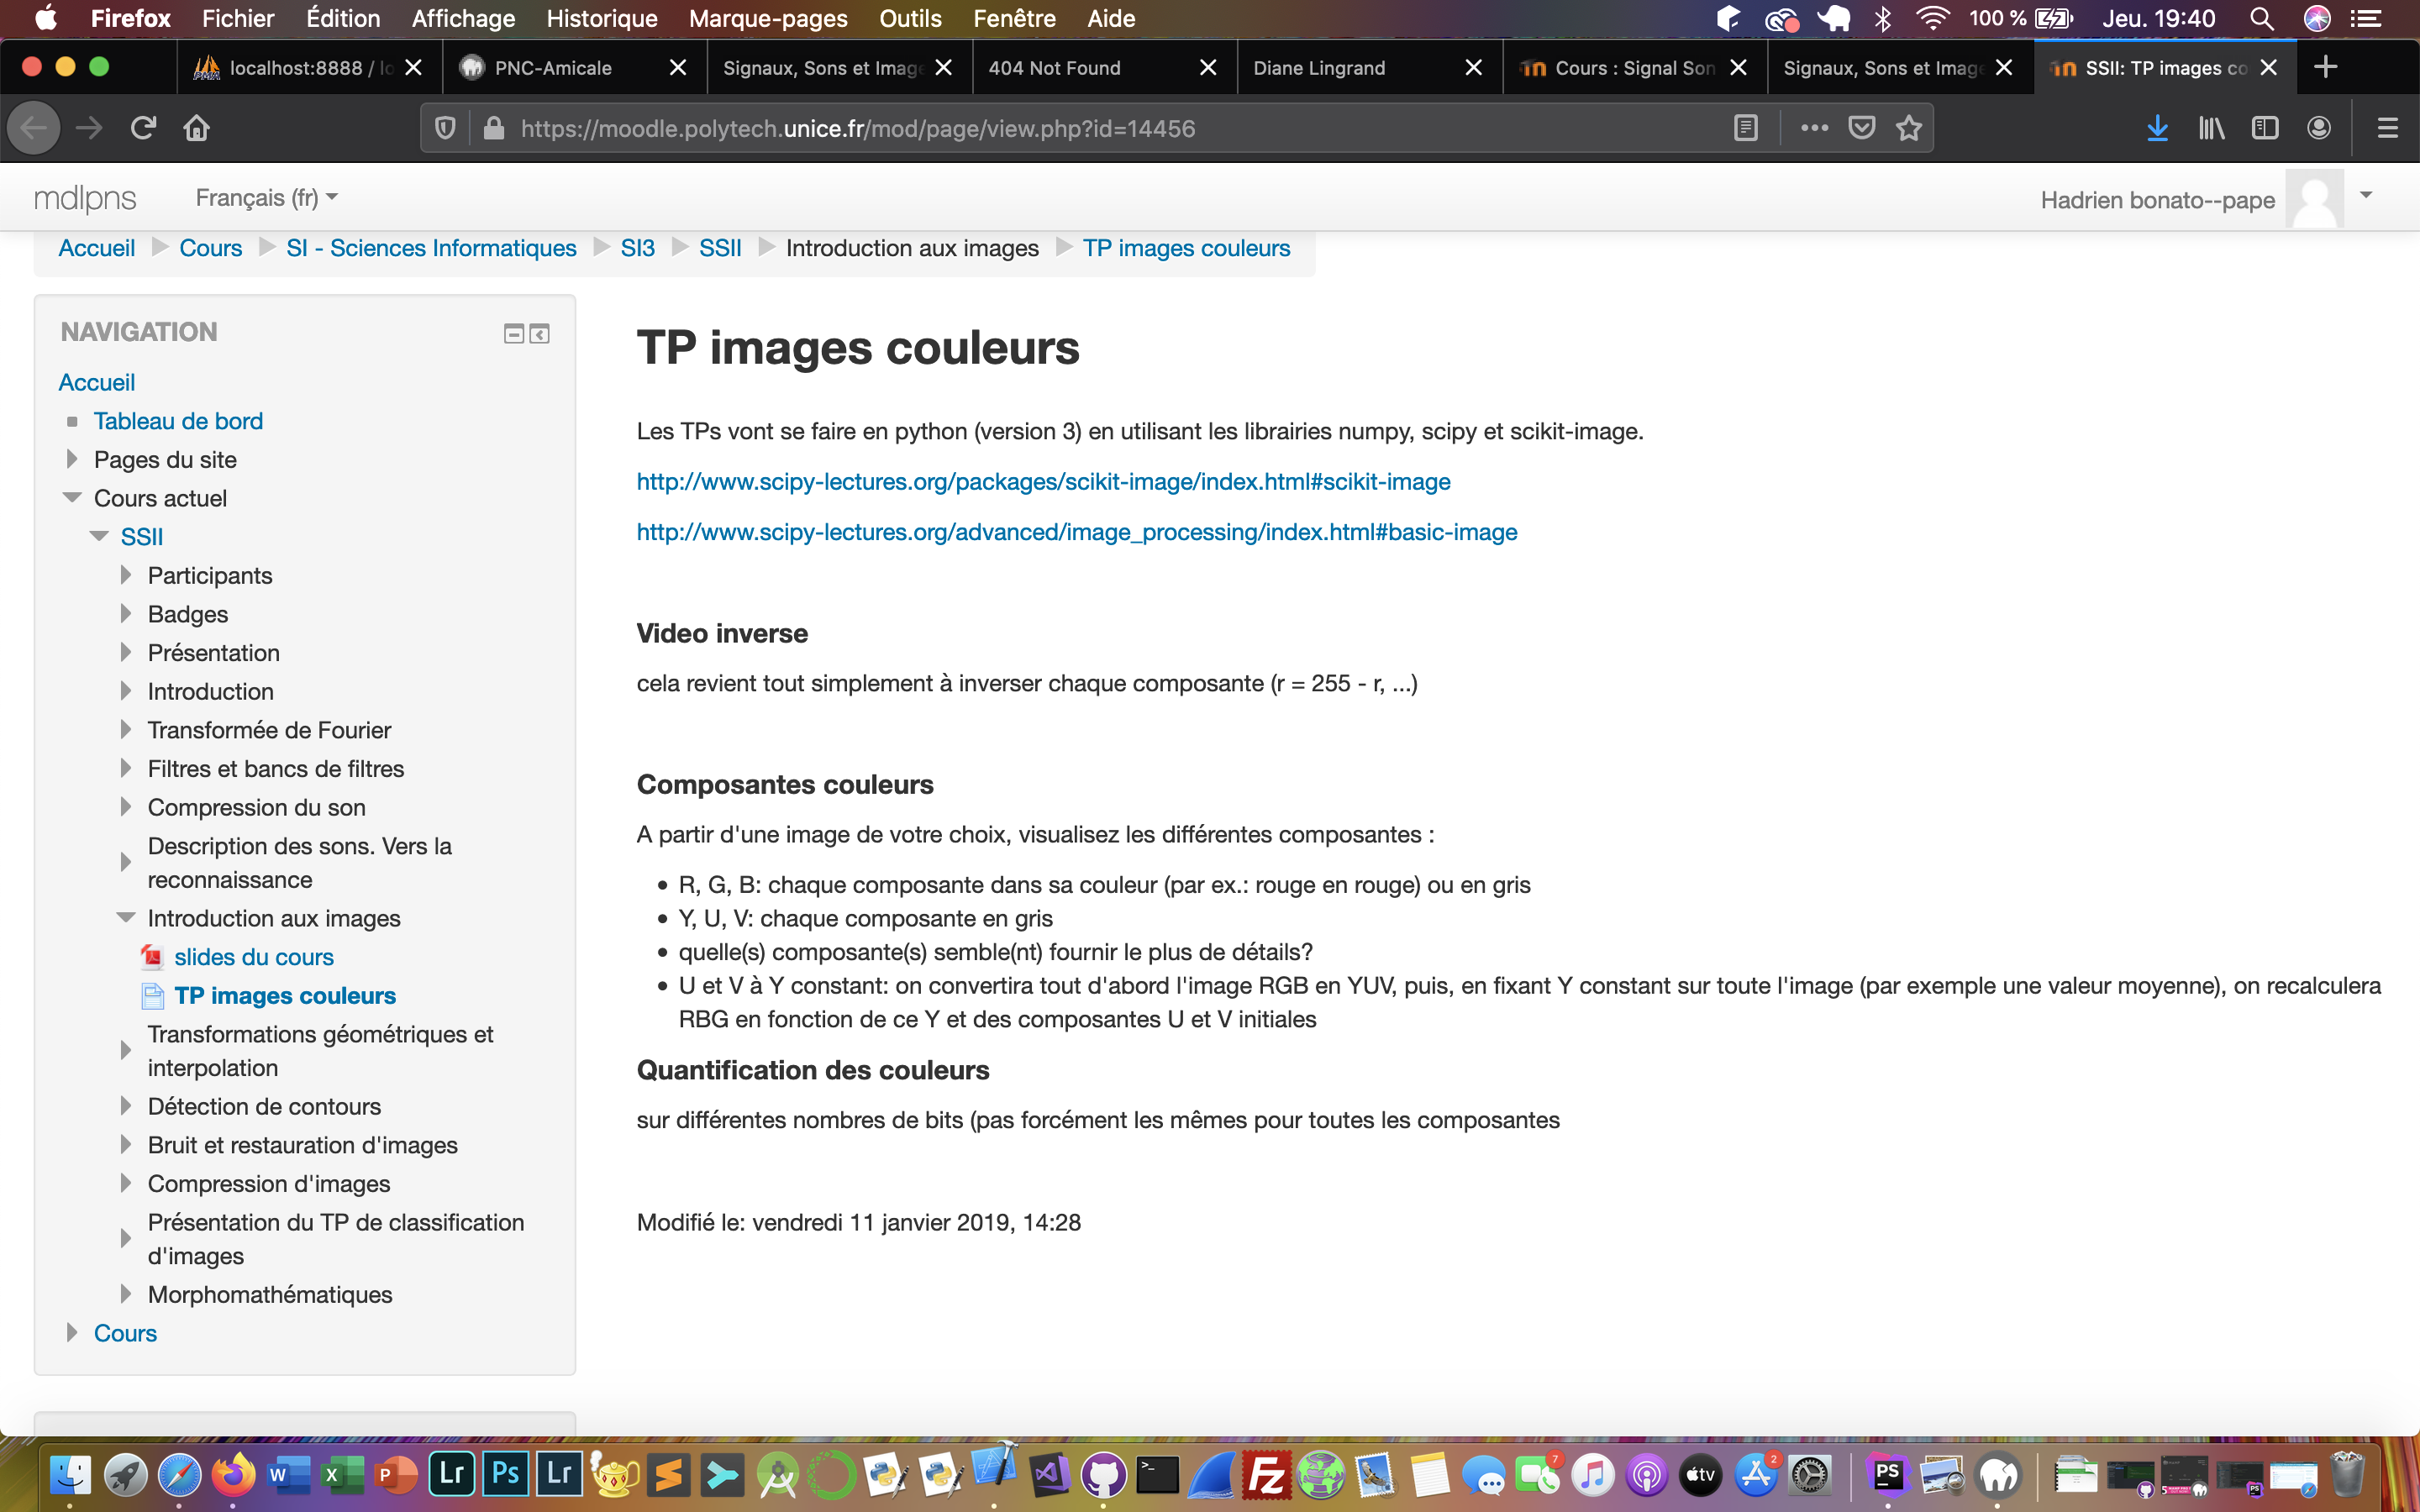 Firefox Fichier Édition Affichage Historique Marque-pages Outils Fenêtre Aide 100 % Jeu. 19:40
localhost:8888 / lo PNC-Amicale Signaux, Sons et Image 404 Not Found Diane Lingrand Cours : Signal Son Signaux, Sons et Image SSII: TP images co
https://moodle.polytech.unice.fr/mod/page/view.php?id=14456
mdlpns Français (fr) Hadrien bonato--pape
Accueil Cours SI - Sciences Informatiques SI3 SSII Introduction aux images TP images couleurs
NAVIGATION
Accueil
Tableau de bord
Pages du site
Cours actuel
SSII
Participants
Badges
Présentation
Introduction
Transformée de Fourier
Filtres et bancs de filtres
Compression du son
Description des sons. Vers la
reconnaissance
Introduction aux images
slides du cours
TP images couleurs
Transformations géométriques et
interpolation
Détection de contours
Bruit et restauration d'images
Compression d'images
Présentation du TP de classification
d'images
Morphomathématiques
Cours
TP images couleurs
Les TPs vont se faire en python (version 3) en utilisant les librairies numpy, scipy et scikit-image.
http://www.scipy-lectures.org/packages/scikit-image/index.html#scikit-image
http://www.scipy-lectures.org/advanced/image_processing/index.html#basic-image
Video inverse
cela revient tout simplement à inverser chaque composante (r = 255 - r, ...)
Composantes couleurs
A partir d'une image de votre choix, visualisez les différentes composantes :
• R, G, B: chaque composante dans sa couleur (par ex.: rouge en rouge) ou en gris
• Y, U, V: chaque composante en gris
• quelle(s) composante(s) semble(nt) fournir le plus de détails?
• U et V à Y constant: on convertira tout d'abord l'image RGB en YUV, puis, en fixant Y constant sur toute l'image (par exemple une valeur moyenne), on recalculera
RBG en fonction de ce Y et des composantes U et V initiales
Quantification des couleurs
sur différentes nombres de bits (pas forcément les mêmes pour toutes les composantes
Modifié le: vendredi 11 janvier 2019, 14:28
W X P Lr Ps Lr FZ 7 tv 2 PS